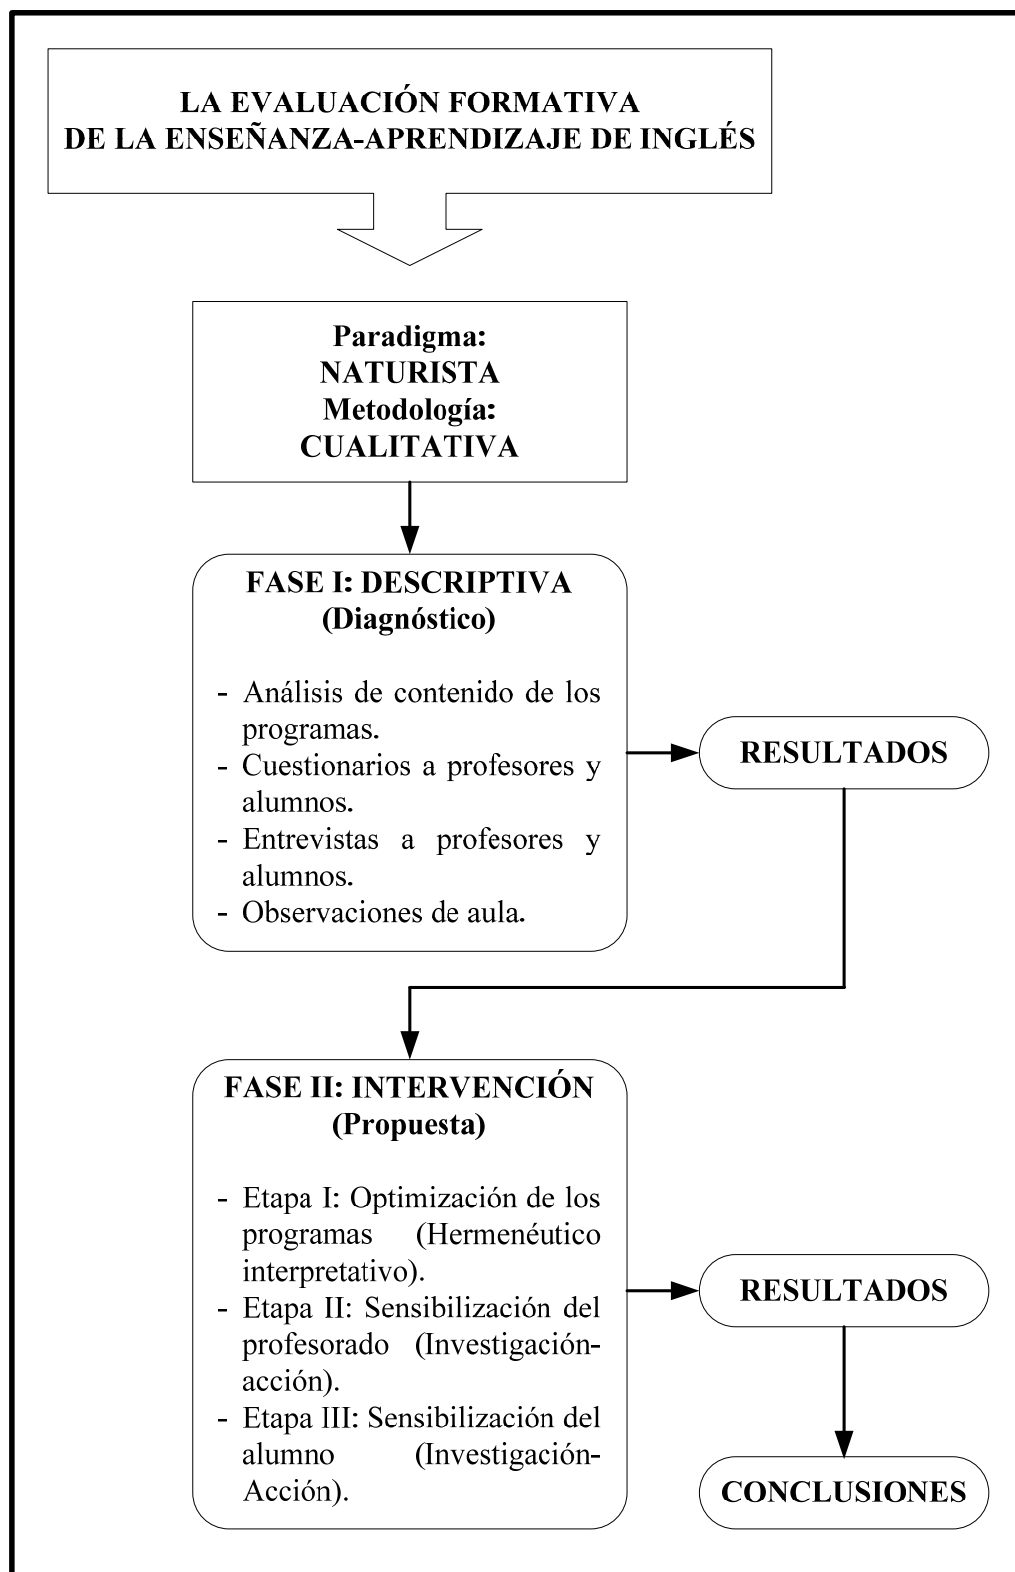 LA EVALUACIÓN FORMATIVA
DE LA ENSEÑANZA-APRENDIZAJE DE INGLÉS
Paradigma:
NATURISTA
Metodología:
CUALITATIVA
FASE I: DESCRIPTIVA
(Diagnóstico)
- Análisis de contenido de los
programas.
- Cuestionarios a profesores y
alumnos.
- Entrevistas a profesores y
alumnos.
- Observaciones de aula.
RESULTADOS
FASE II: INTERVENCIÓN
(Propuesta)
- Etapa I: Optimización de los
programas (Hermenéutico
interpretativo).
- Etapa II: Sensibilización del
profesorado (Investigación-
acción).
- Etapa III: Sensibilización del
alumno (Investigación-
Acción).
RESULTADOS
CONCLUSIONES